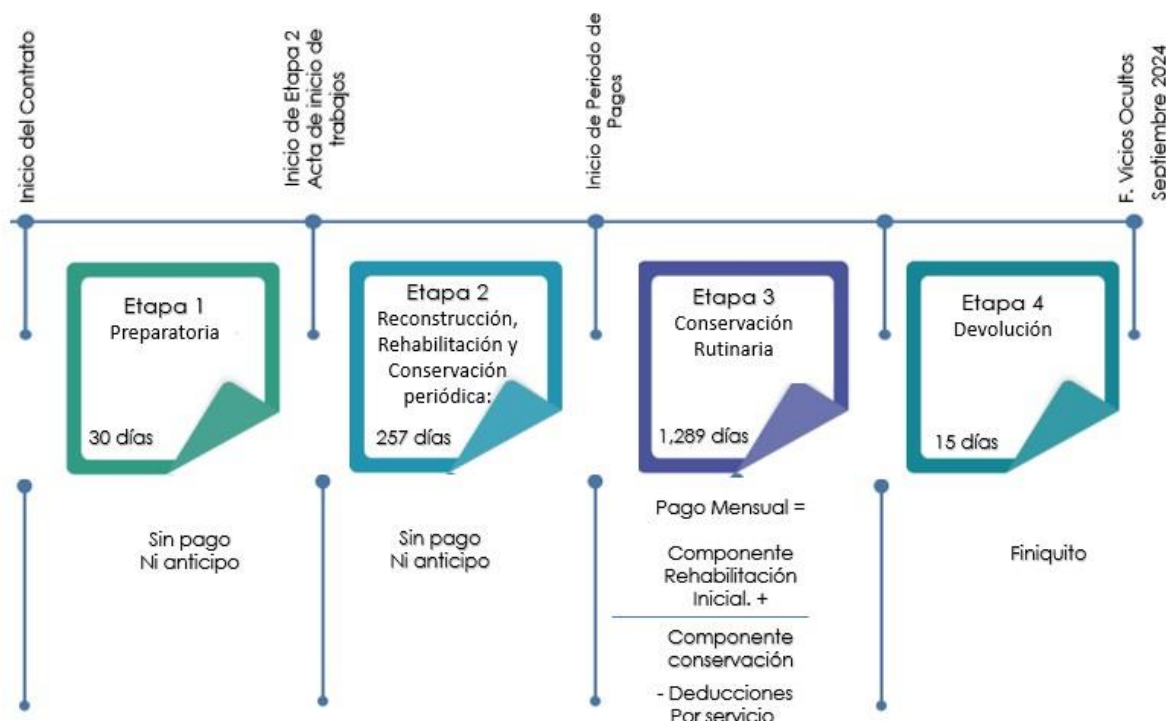 Inicio del Contrato
Inicio de Etapa 2
Acta de inicio de
trabajos
Inicio de Periodo de
Pagos
F. Vicios Ocultos
Septiembre 2024
Etapa 1
Preparatoria
30 días
Etapa 2
Reconstrucción,
Rehabilitación y
Conservación
periódica:
257 días
Etapa 3
Conservación
Rutinaria
1,289 días
Etapa 4
Devolución
15 días
Sin pago
Ni anticipo
Sin pago
Ni anticipo
Pago Mensual =
Componente
Rehabilitación
Inicial. +
Componente
conservación
- Deducciones
Por servicio
Finiquito